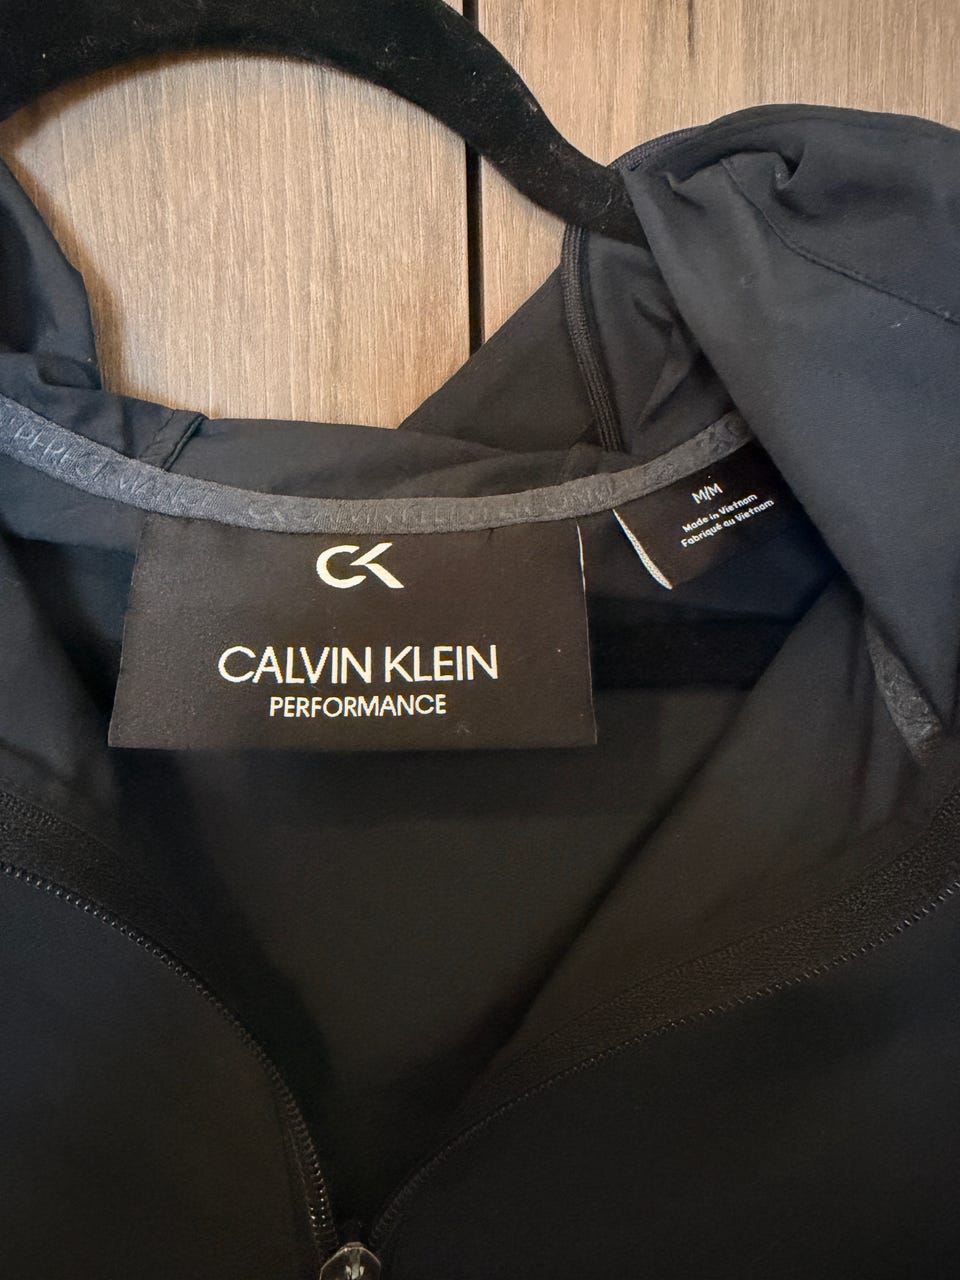 CK
CALVIN KLEIN
PERFORMANCE
M/M
Made in Vietnam
Fabriqué au Vietnam